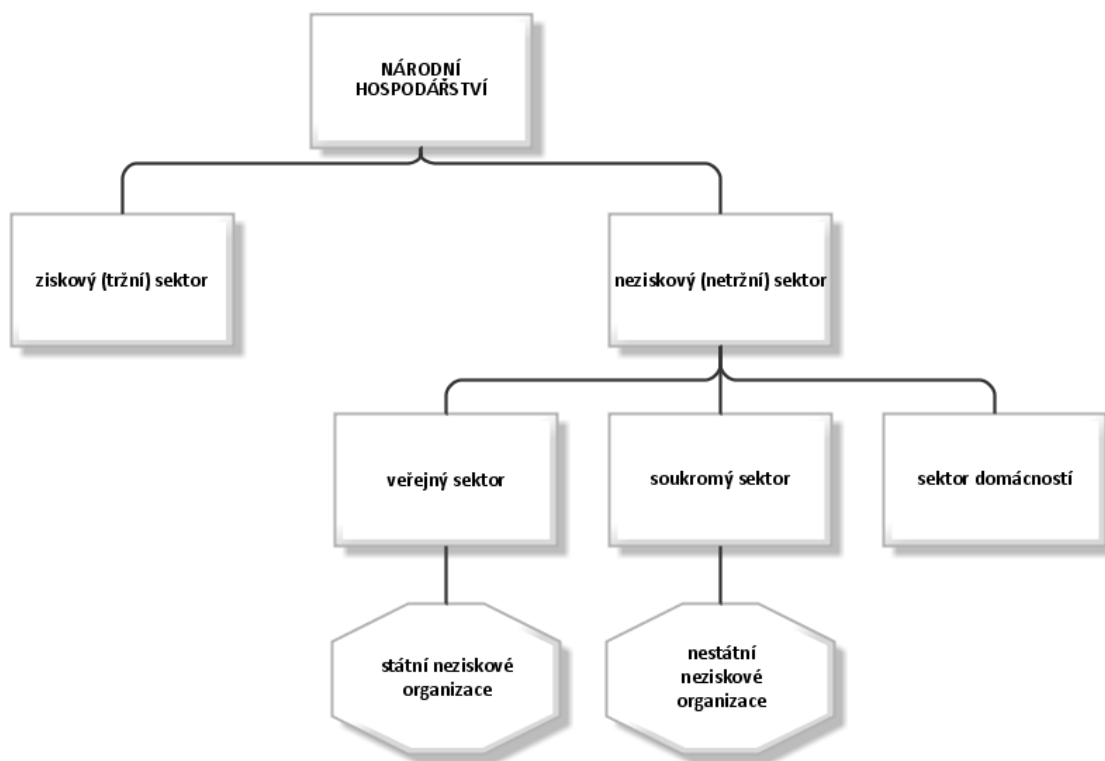 NÁRODNÍ
HOSPODÁŘSTVÍ
ziskový (tržní) sektor
neziskový (netržní) sektor
veřejný sektor
soukromý sektor
sektor domácností
státní neziskové
organizace
nestátní
neziskové
organizace